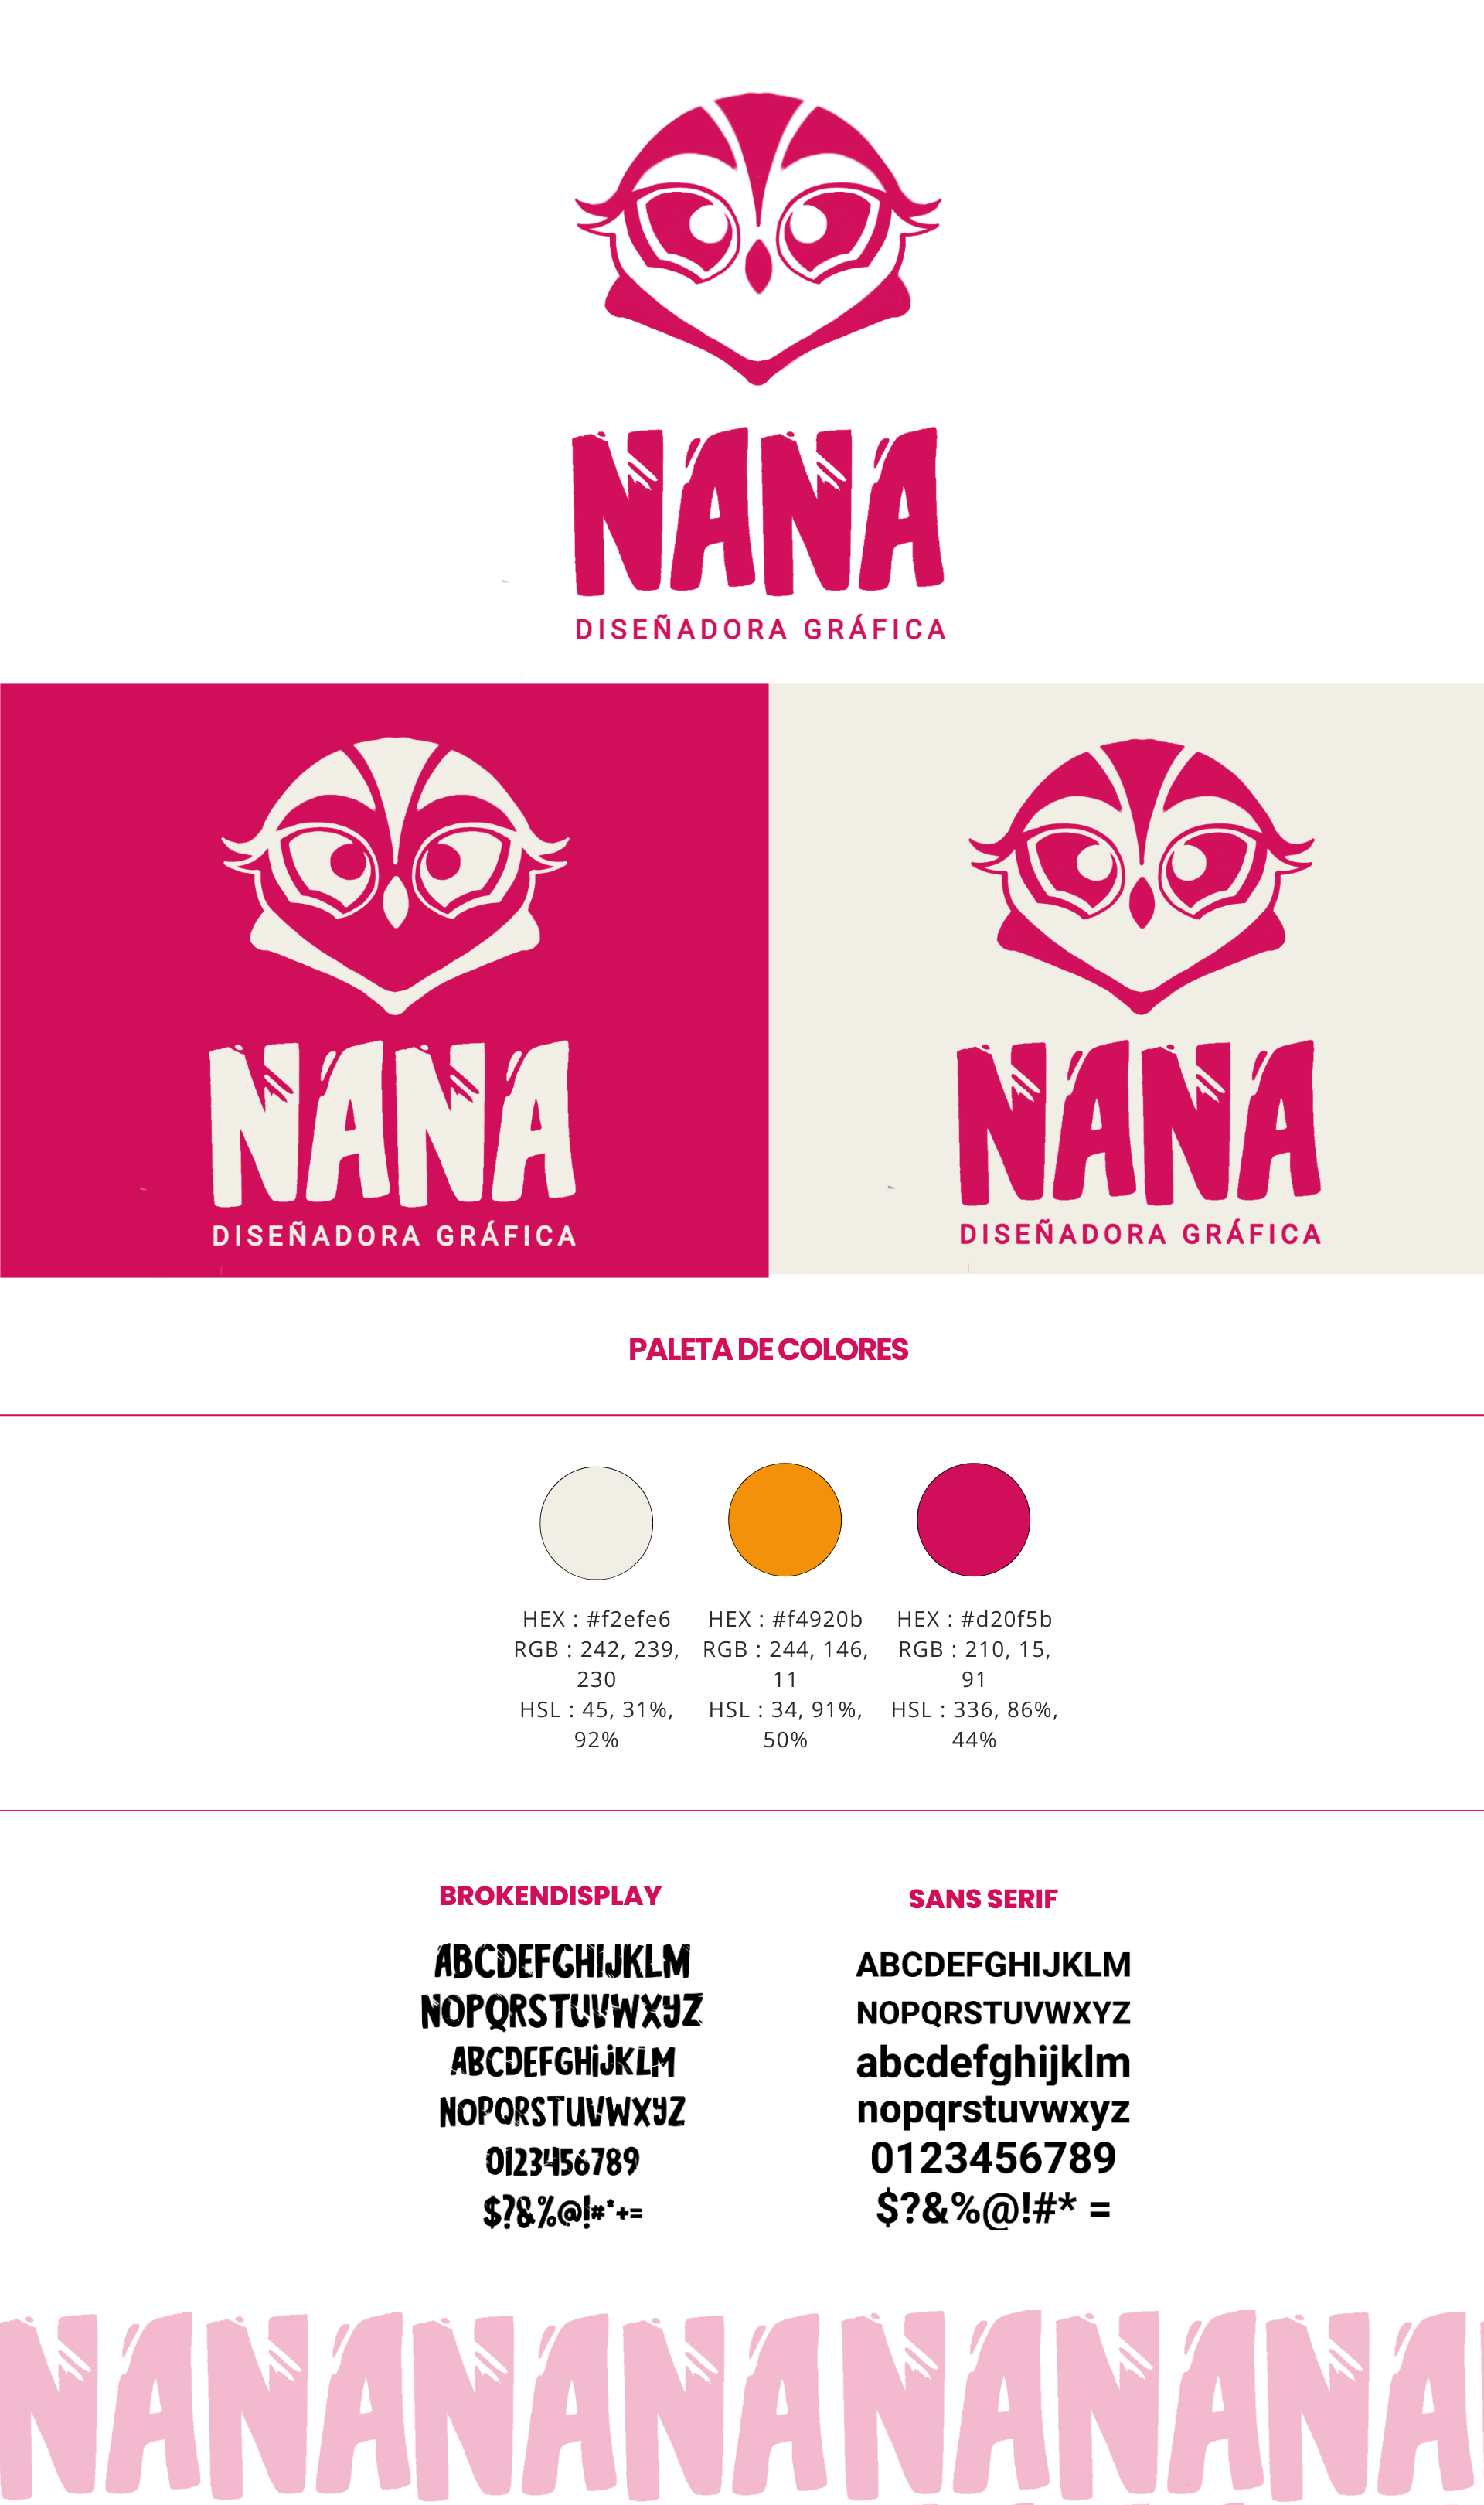 NANA
DISEÑADORA GRÁFICA
NANA
DISEÑADORA GRÁFICA
NANA
DISEÑADORA GRÁFICA
PALETA DE COLORES
HEX : #f2efe6
RGB : 242, 239,
230
HSL : 45, 31%,
92%
HEX : #f4920b
RGB : 244, 146,
11
HSL : 34, 91%,
50%
HEX : #d20f5b
RGB : 210, 15,
91
HSL : 336, 86%,
44%
BROKENDISPLAY
ABCDEFGHiJKLM
NOPQRSTUVWXYZ
ABCDEFGHiJKLM
NOPQRSTUVWXYZ
0123456789
$?&%@!#*+=
SANS SERIF
ABCDEFGHIJKLM
NOPQRSTUVWXYZ
abcdefghijklm
nopqrstuvwxyz
0123456789
$?&%@!#* =
NANANANANANANA